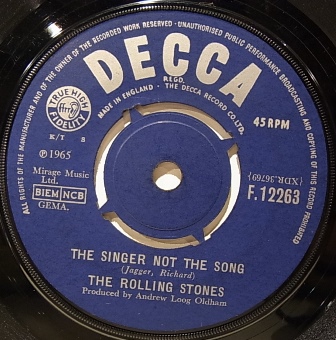 ALL RIGHTS OF THE MANUFACTURER AND OF THE OWNER OF THE RECORDED WORK RESERVED · UNAUTHORISED PUBLIC PERFORMANCE BROADCASTING AND COPYING OF THIS RECORD PROHIBITED
DECCA
REGD.
MADE IN ENGLAND · THE DECCA RECORD CO. LTD.
TRUE HIGH
ffrr
FIDELITY
K/T S
45 RPM
℗1965
Mirage Music
Ltd.
BIEM NCB
GEMA.
(XDR.36769)
F.12263
THE SINGER NOT THE SONG
(Jagger, Richard)
THE ROLLING STONES
Produced by Andrew Loog Oldham